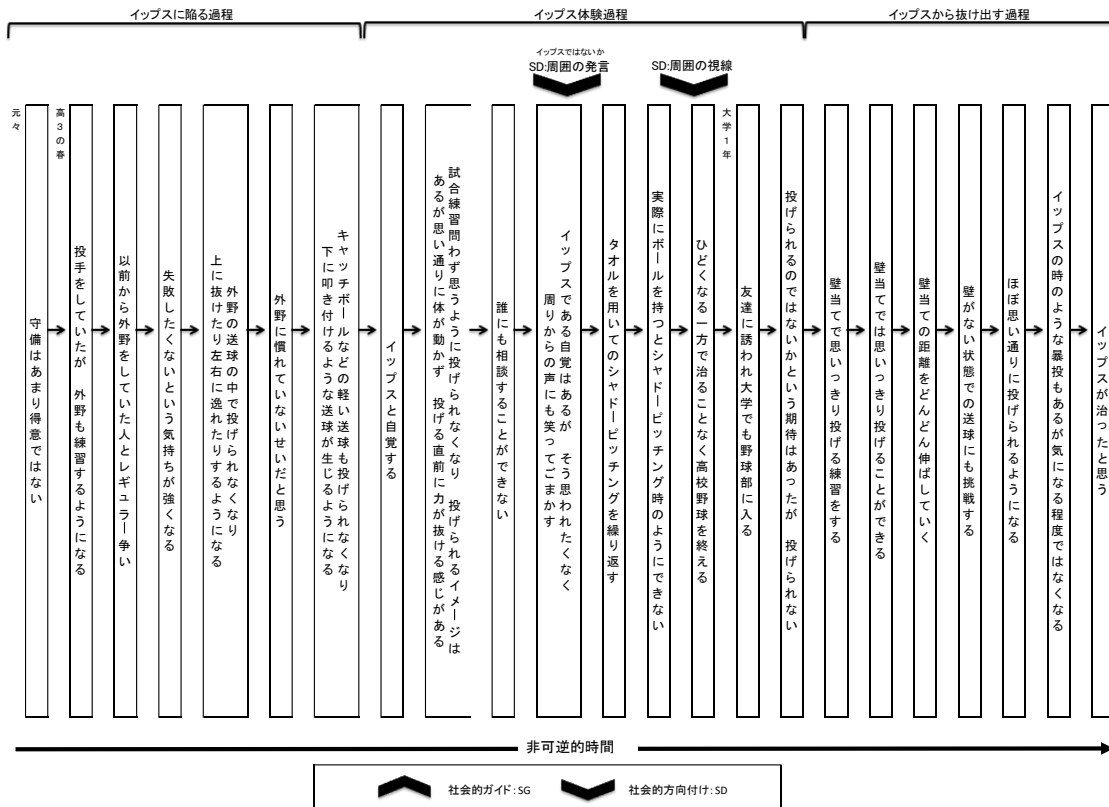 イップスに陥る過程
イップス体験過程
イップスから抜け出す過程
イップスではないか
SD:周囲の発言
SD:周囲の視線
元々
守備はあまり得意ではない
高3の春
投手をしていたが　外野も練習するようになる
以前から外野をしていた人とレギュラー争い
失敗したくないという気持ちが強くなる
外野の送球の中で投げられなくなり
上に抜けたり左右に逸れたりするようになる
外野に慣れていないせいだと思う
キャッチボールなどの軽い送球も投げられなくなり
下に叩き付けるような送球が生じるようになる
イップスと自覚する
試合練習問わず思うように投げられなくなり　投げられるイメージは
あるが思い通りに体が動かず　投げる直前に力が抜ける感じがある
誰にも相談することができない
イップスである自覚はあるが　そう思われたくなく
周りからの声にも笑ってごまかす
タオルを用いてのシャドーピッチングを繰り返す
実際にボールを持つとシャドーピッチング時のようにできない
ひどくなる一方で治ることなく高校野球を終える
大学1年
友達に誘われ大学でも野球部に入る
投げられるのではないかという期待はあったが　投げられない
壁当てで思いっきり投げる練習をする
壁当てでは思いっきり投げることができる
壁当ての距離をどんどん伸ばしていく
壁がない状態での送球にも挑戦する
ほぼ思い通りに投げられるようになる
イップスの時のような暴投もあるが気になる程度ではなくなる
イップスが治ったと思う
非可逆的時間
社会的ガイド:SG
社会的方向付け:SD